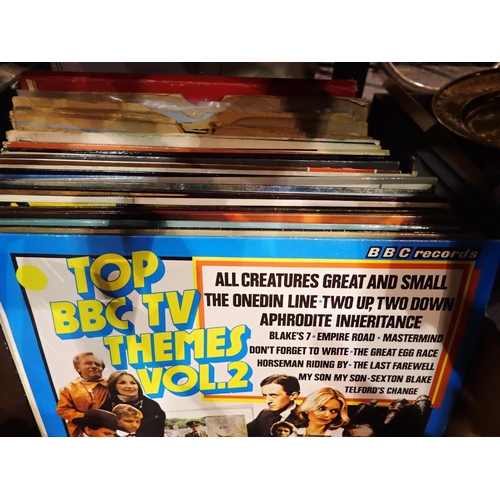 BBC records
TOP
BBC TV
THEMES
VOL.2
ALL CREATURES GREAT AND SMALL
THE ONEDIN LINE · TWO UP, TWO DOWN
APHRODITE INHERITANCE
BLAKE'S 7 · EMPIRE ROAD · MASTERMIND
DON'T FORGET TO WRITE · THE GREAT EGG RACE
HORSEMAN RIDING BY · THE LAST FAREWELL
MY SON MY SON · SEXTON BLAKE
TELFORD'S CHANGE